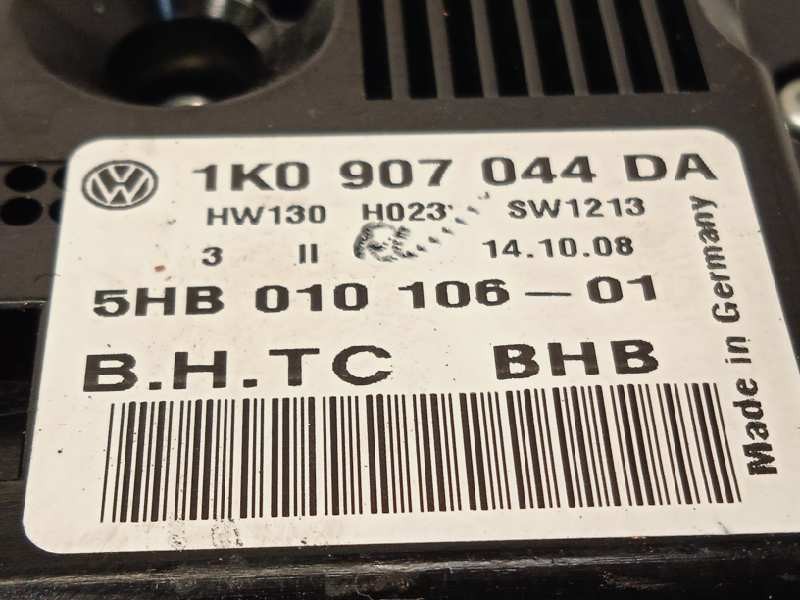 1K0 907 044 DA
HW130 H023 SW1213
3 II 14.10.08
5HB 010 106-01
B.H.TC BHB
Made in Germany